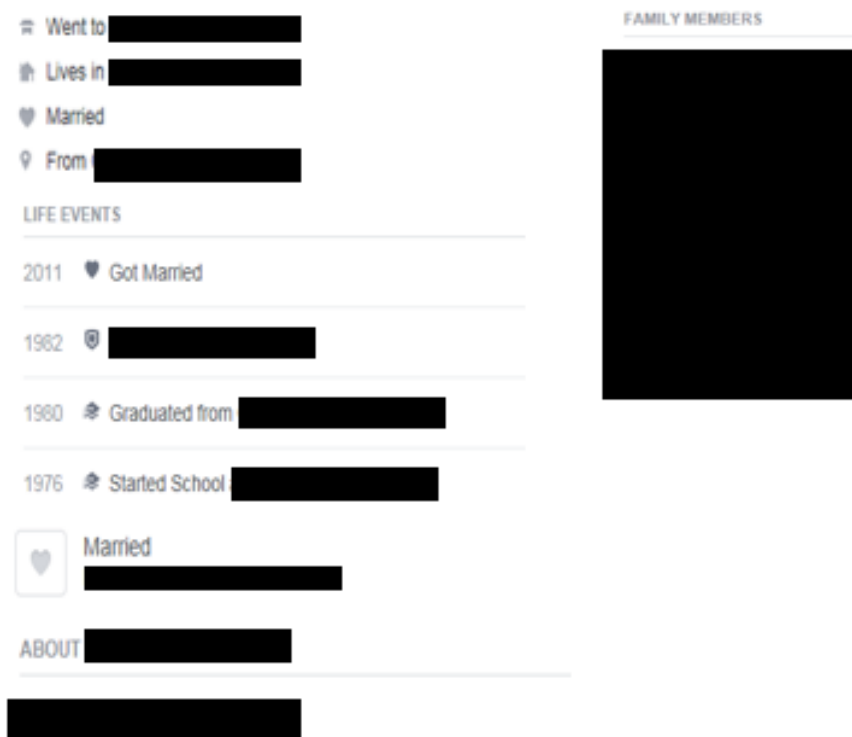 Went to
Lives in
Married
From
LIFE EVENTS
2011 Got Married
1982
1980 Graduated from
1976 Started School
Married
ABOUT
FAMILY MEMBERS